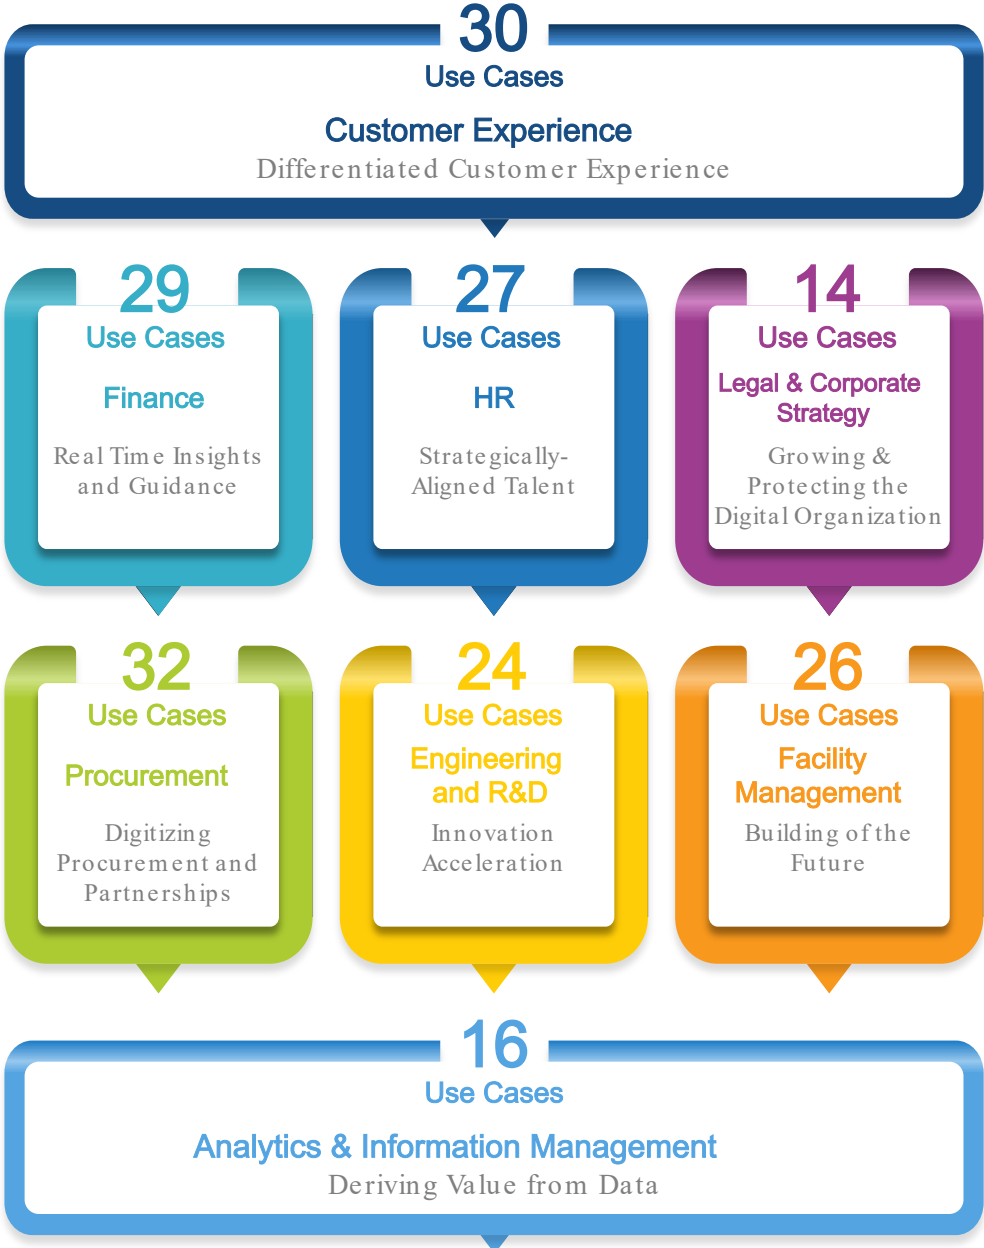 30
Use Cases
Customer Experience
Differentiated Customer Experience
29
Use Cases
Finance
Real Time Insights
and Guidance
27
Use Cases
HR
Strategically-
Aligned Talent
14
Use Cases
Legal & Corporate
Strategy
Growing &
Protecting the
Digital Organization
32
Use Cases
Procurement
Digitizing
Procurement and
Partnerships
24
Use Cases
Engineering
and R&D
Innovation
Acceleration
26
Use Cases
Facility
Management
Building of the
Future
16
Use Cases
Analytics & Information Management
Deriving Value from Data